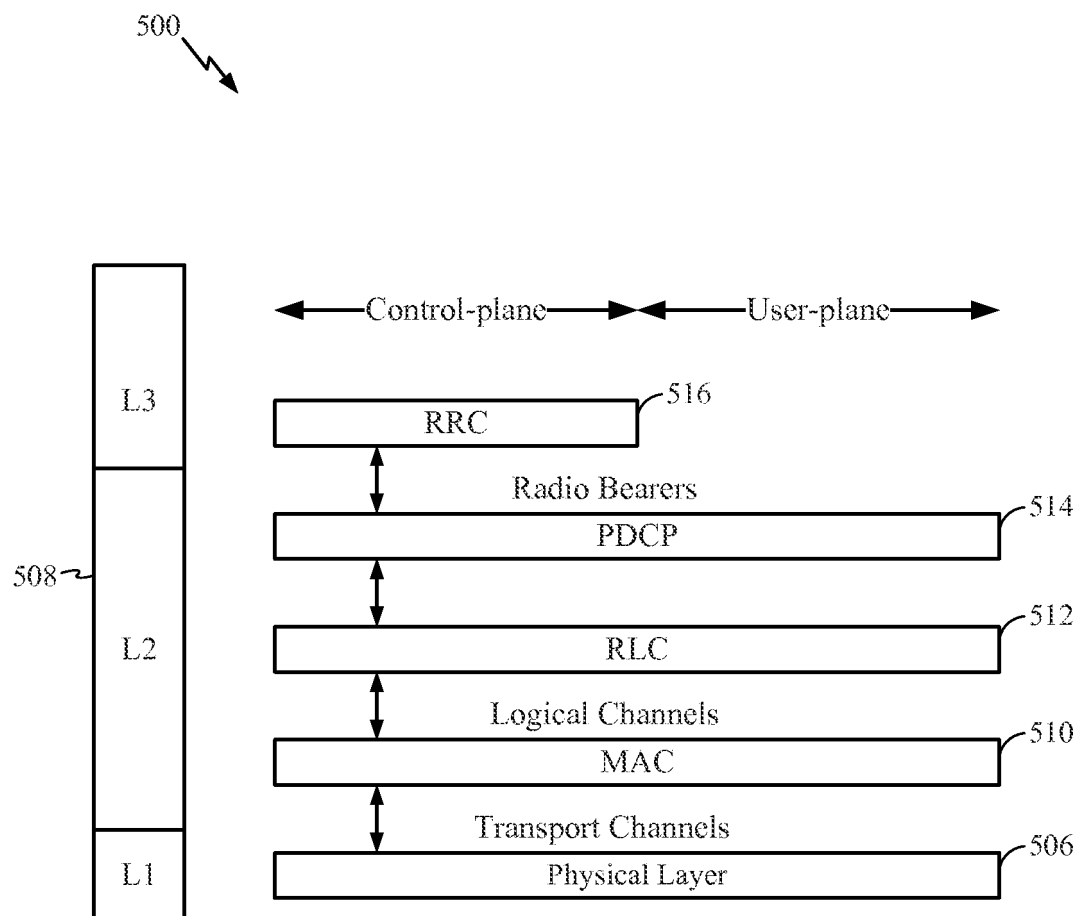 500
Control-plane User-plane
L3
RRC
516
Radio Bearers
514
PDCP
508
512
L2
RLC
Logical Channels
510
MAC
Transport Channels
506
L1
Physical Layer